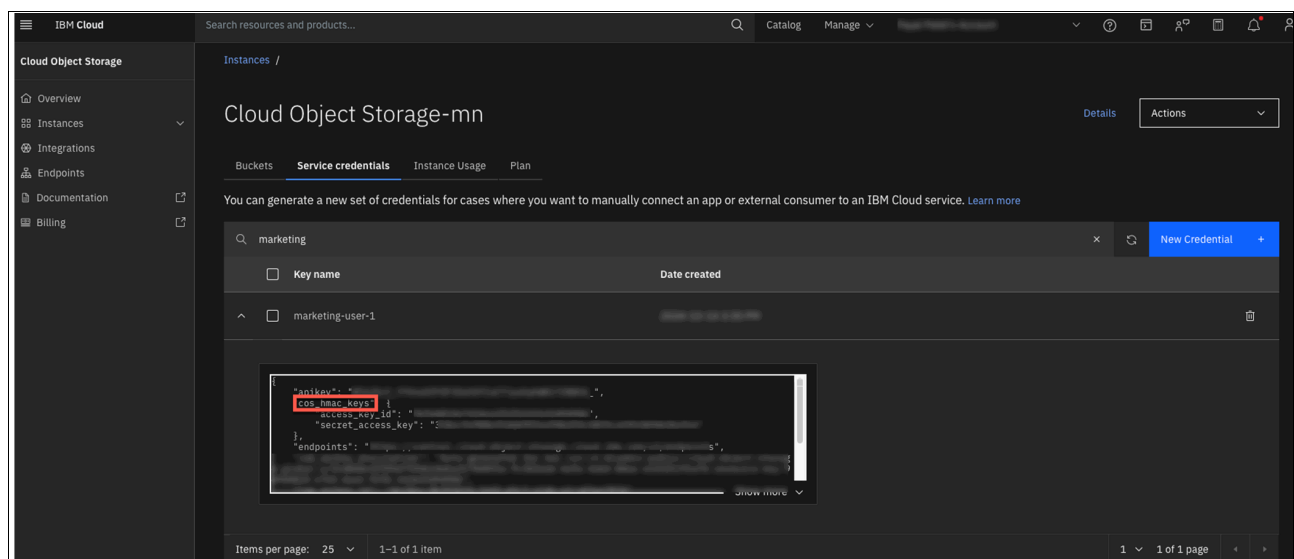 IBM Cloud
Search resources and products...
Catalog
Manage
Cloud Object Storage
Overview
Instances
Integrations
Endpoints
Documentation
Billing
Instances /
Cloud Object Storage-mn
Details
Actions
Buckets
Service credentials
Instance Usage
Plan
You can generate a new set of credentials for cases where you want to manually connect an app or external consumer to an IBM Cloud service. Learn more
marketing
New Credential +
Key name
Date created
marketing-user-1
{
"apikey": "
_",
cos_hmac_keys" {
"access_key_id": "
",
"secret_access_key": "3
},
"endpoints": "
s",
Show more
Items per page: 25
1–1 of 1 item
1
1 of 1 page